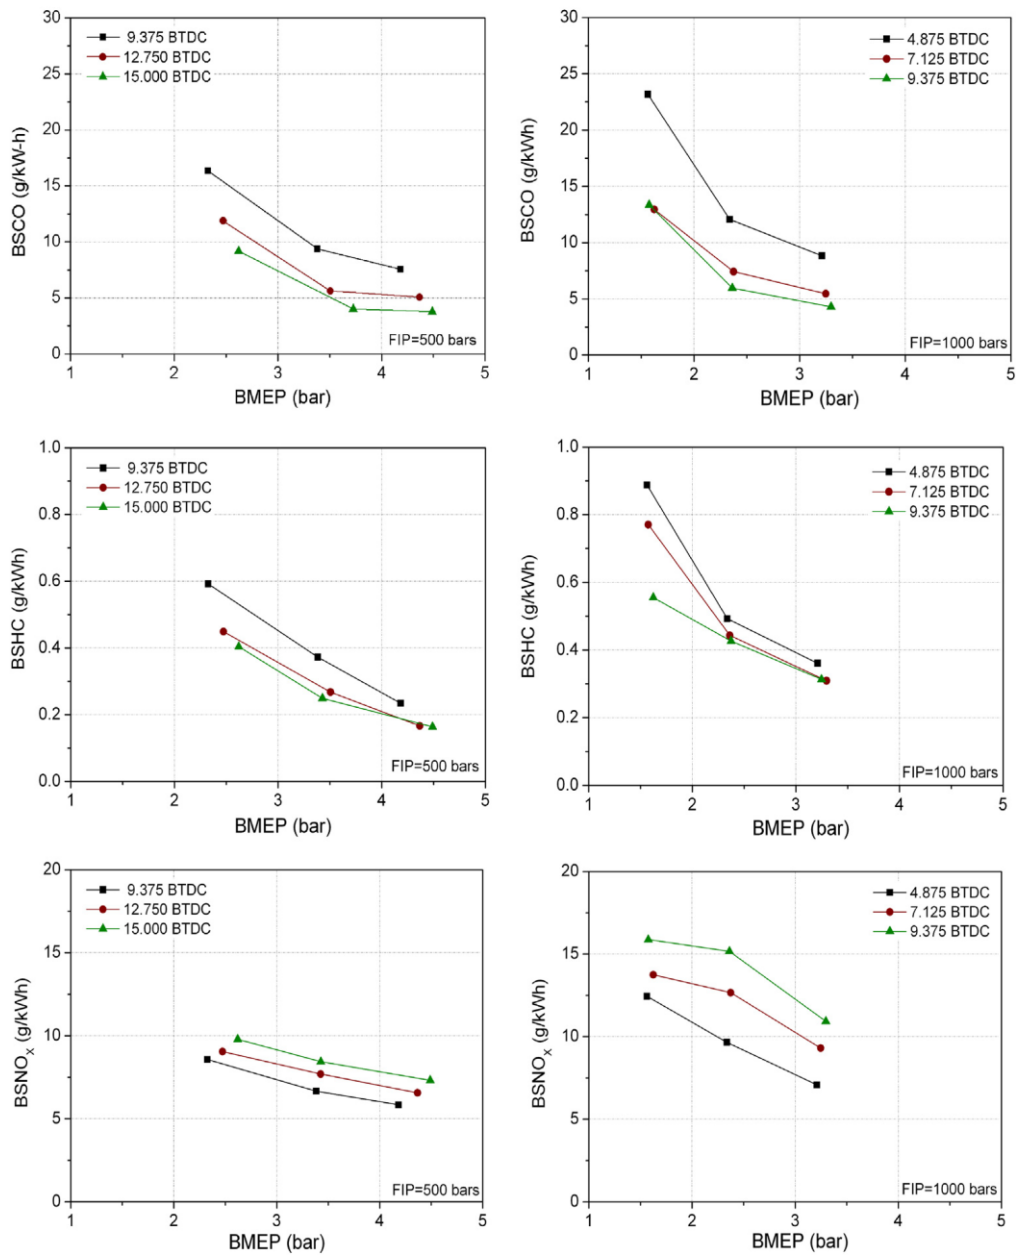 30
25
20
15
10
5
0
BSCO (g/kW-h)
9.375 BTDC
12.750 BTDC
15.000 BTDC
FIP=500 bars
1 2 3 4 5
BMEP (bar)
30
25
20
15
10
5
0
BSCO (g/kWh)
4.875 BTDC
7.125 BTDC
9.375 BTDC
FIP=1000 bars
1 2 3 4 5
BMEP (bar)
1.0
0.8
0.6
0.4
0.2
0.0
BSHC (g/kWh)
9.375 BTDC
12.750 BTDC
15.000 BTDC
FIP=500 bars
1 2 3 4 5
BMEP (bar)
1.0
0.8
0.6
0.4
0.2
0.0
BSHC (g/kWh)
4.875 BTDC
7.125 BTDC
9.375 BTDC
FIP=1000 bars
1 2 3 4 5
BMEP (bar)
20
15
10
5
0
BSNOx (g/kWh)
9.375 BTDC
12.750 BTDC
15.000 BTDC
FIP=500 bars
1 2 3 4 5
BMEP (bar)
20
15
10
5
0
BSNOx (g/kWh)
4.875 BTDC
7.125 BTDC
9.375 BTDC
FIP=1000 bars
1 2 3 4 5
BMEP (bar)